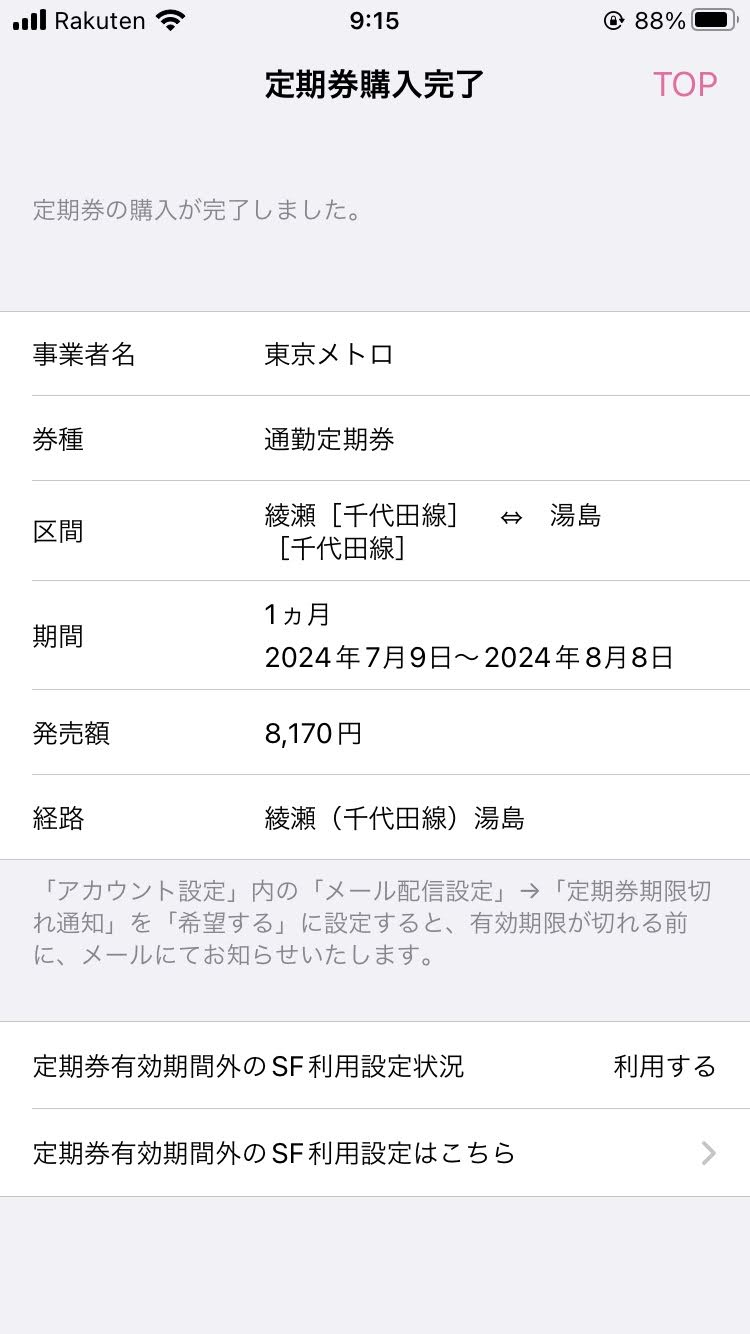 Rakuten 9:15 88%
定期券購入完了 TOP
定期券の購入が完了しました。
事業者名 東京メトロ
券種 通勤定期券
区間 綾瀬［千代田線］ ⇔ 湯島
［千代田線］
期間 1ヵ月
2024年7月9日〜2024年8月8日
発売額 8,170円
経路 綾瀬（千代田線）湯島
「アカウント設定」内の「メール配信設定」→「定期券期限切
れ通知」を「希望する」に設定すると、有効期限が切れる前
に、メールにてお知らせいたします。
定期券有効期間外のSF利用設定状況 利用する
定期券有効期間外のSF利用設定はこちら